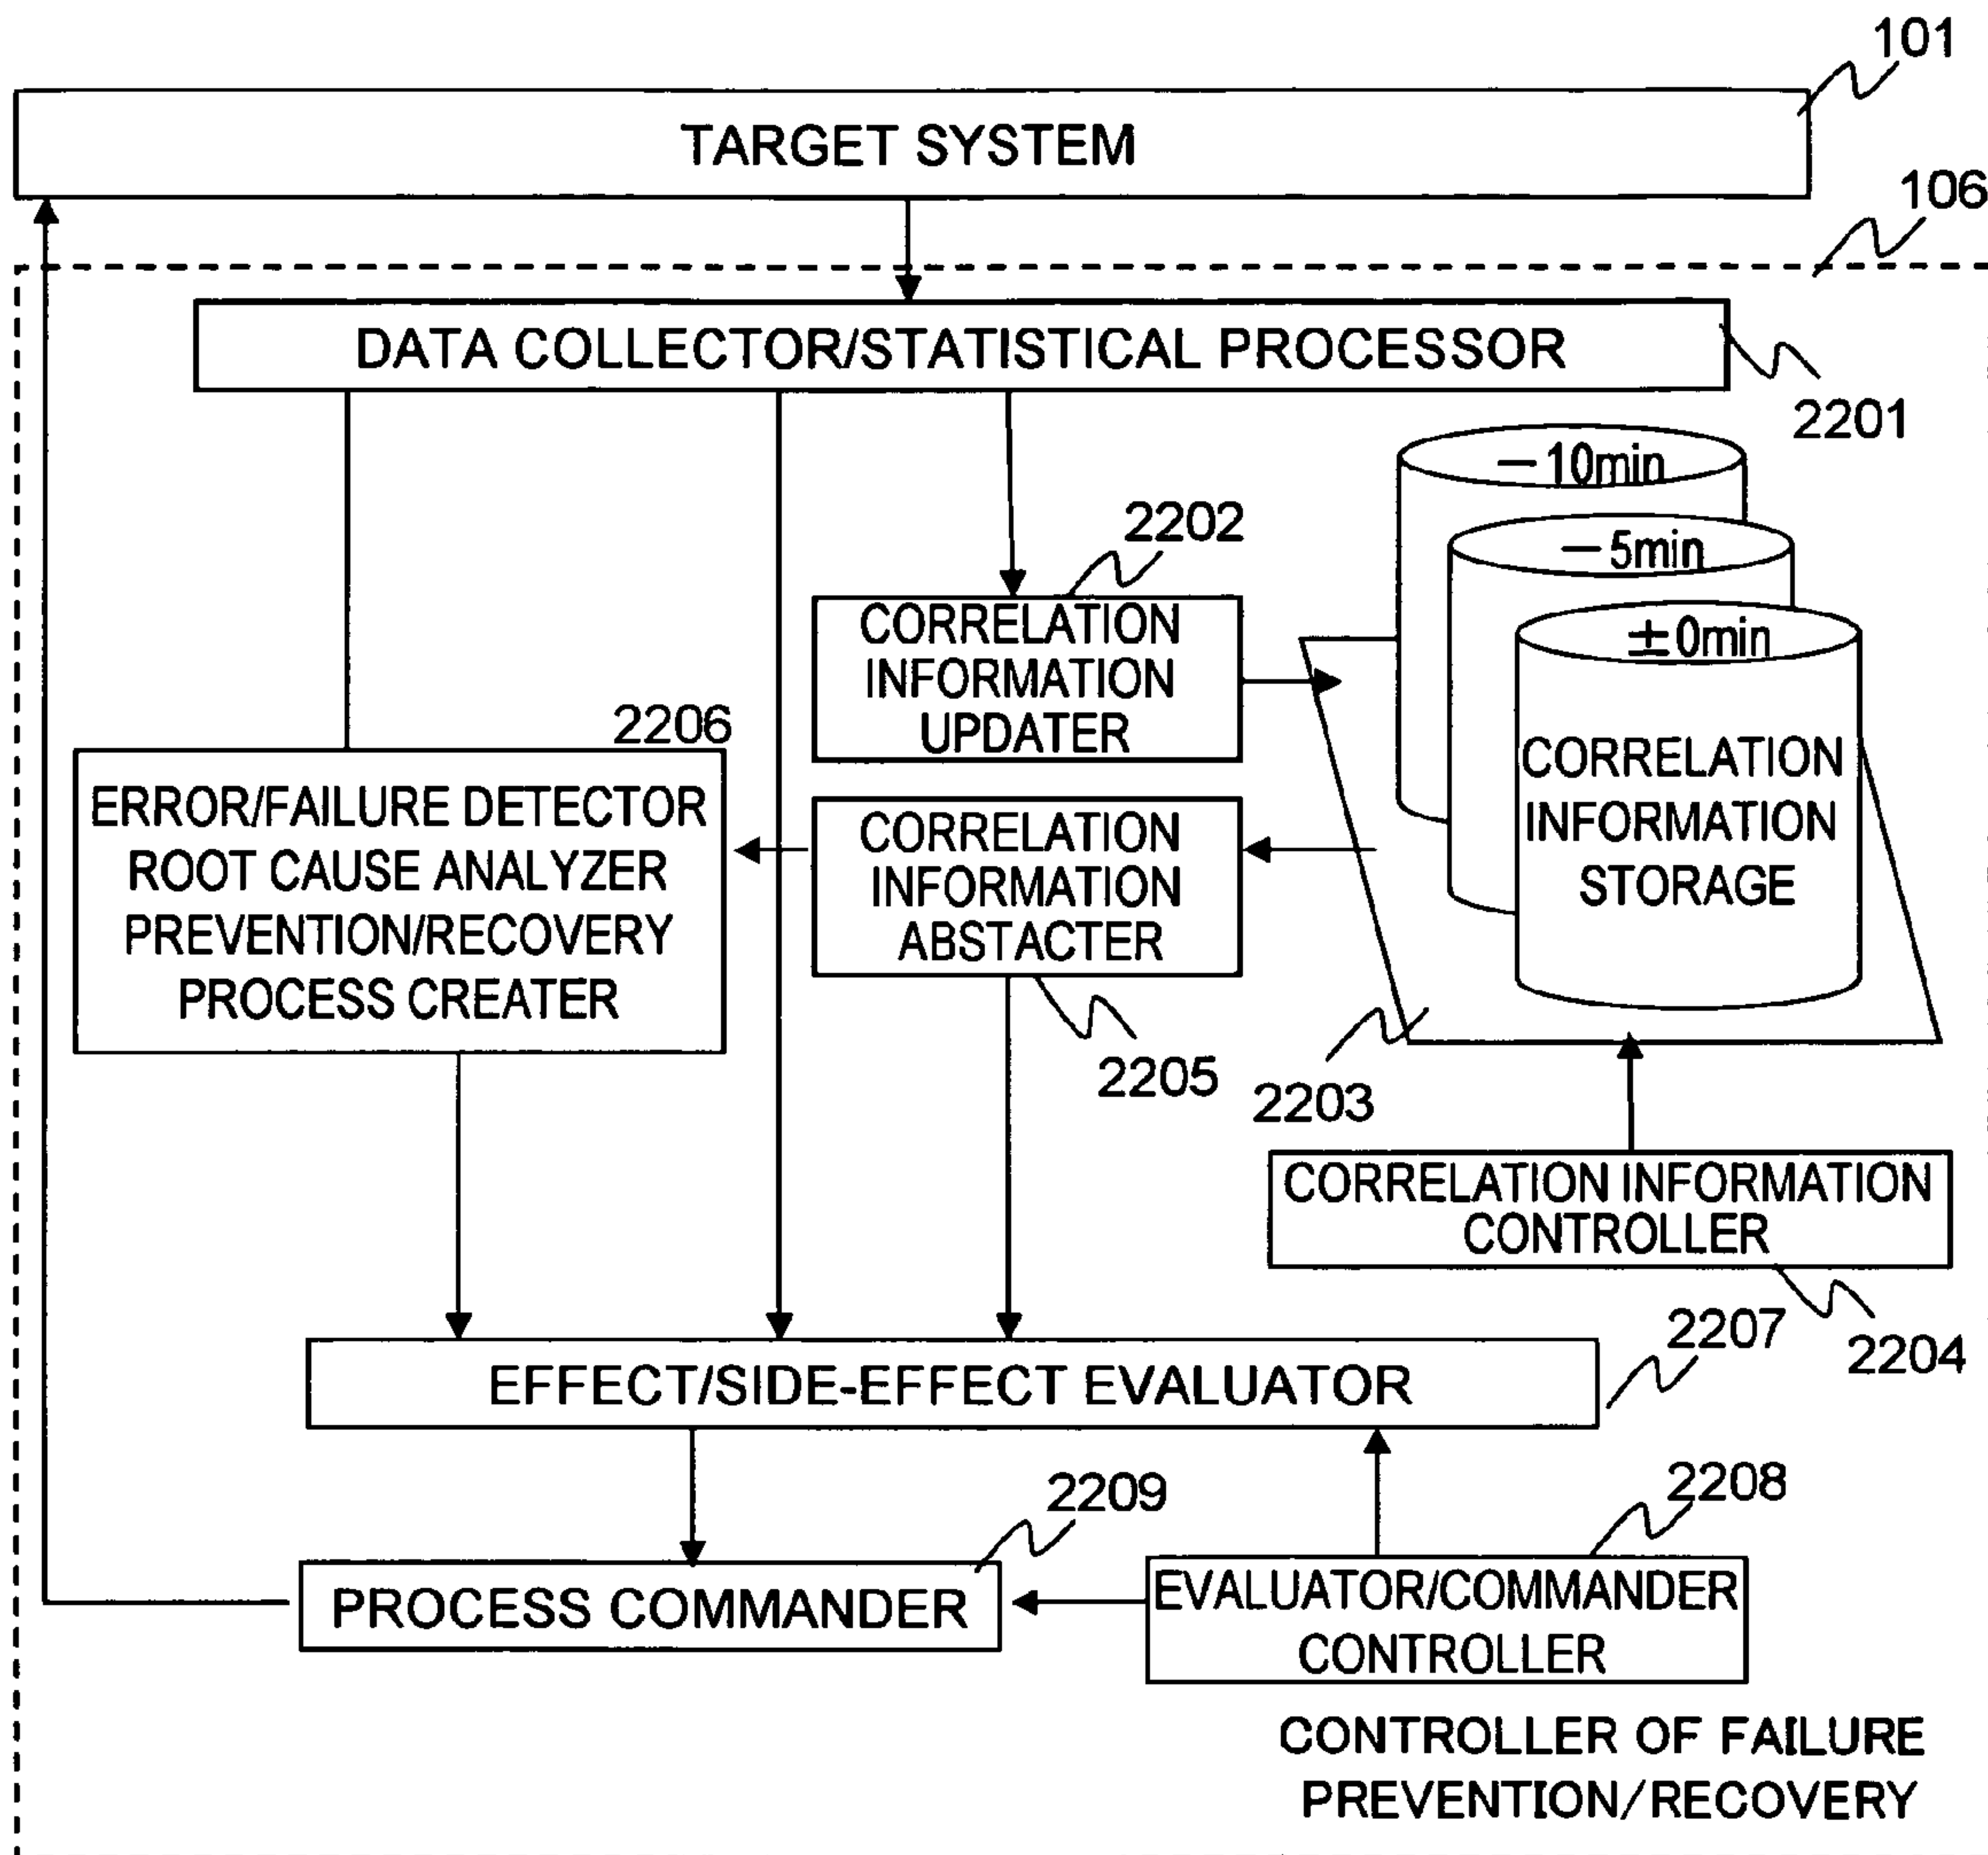 101
TARGET SYSTEM
106
DATA COLLECTOR/STATISTICAL PROCESSOR
2201
－10min
－5min
±0min
CORRELATION
INFORMATION
STORAGE
2202
CORRELATION
INFORMATION
UPDATER
2206
ERROR/FAILURE DETECTOR
ROOT CAUSE ANALYZER
PREVENTION/RECOVERY
PROCESS CREATER
CORRELATION
INFORMATION
ABSTACTER
2205
2203
CORRELATION INFORMATION
CONTROLLER
2204
2207
EFFECT/SIDE-EFFECT EVALUATOR
2209
2208
PROCESS COMMANDER
EVALUATOR/COMMANDER
CONTROLLER
CONTROLLER OF FAILURE
PREVENTION/RECOVERY